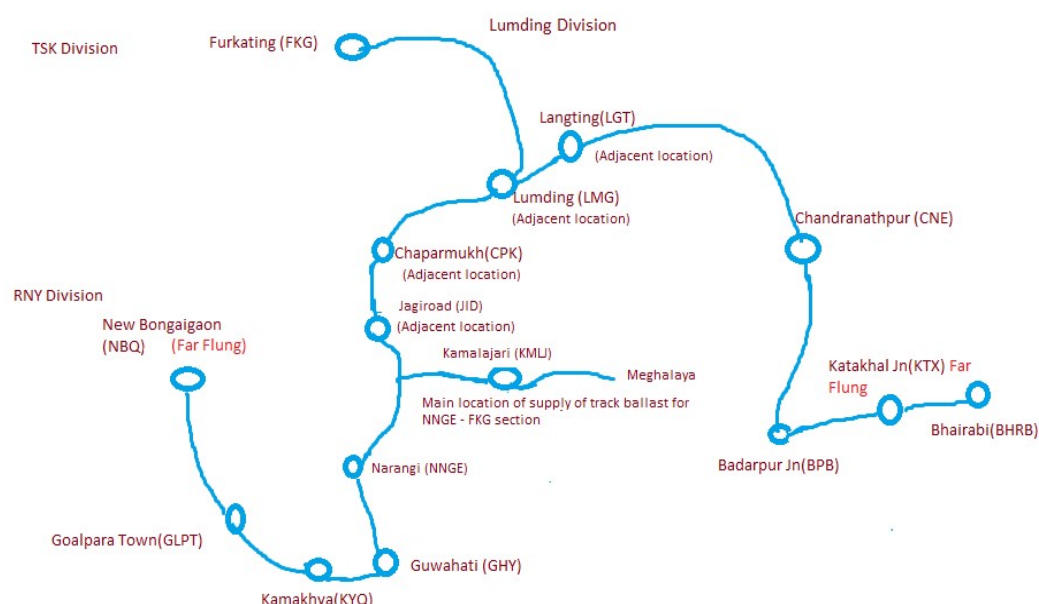 Lumding Division
TSK Division
Furkating (FKG)
Langting(LGT)
(Adjacent location)
Lumding (LMG)
(Adjacent location)
Chandranathpur (CNE)
Chaparmukh(CPK)
(Adjacent location)
RNY Division
Jagiroad (JID)
(Adjacent location)
New Bongaigaon
(NBQ) (Far Flung)
Kamalajari (KMLJ)
Meghalaya
Main location of supply of track ballast for
NNGE - FKG section
Katakhal Jn(KTX) Far
Flung
Bhairabi(BHRB)
Badarpur Jn(BPB)
Narangi (NNGE)
Goalpara Town(GLPT)
Guwahati (GHY)
Kamakhya(KYQ)